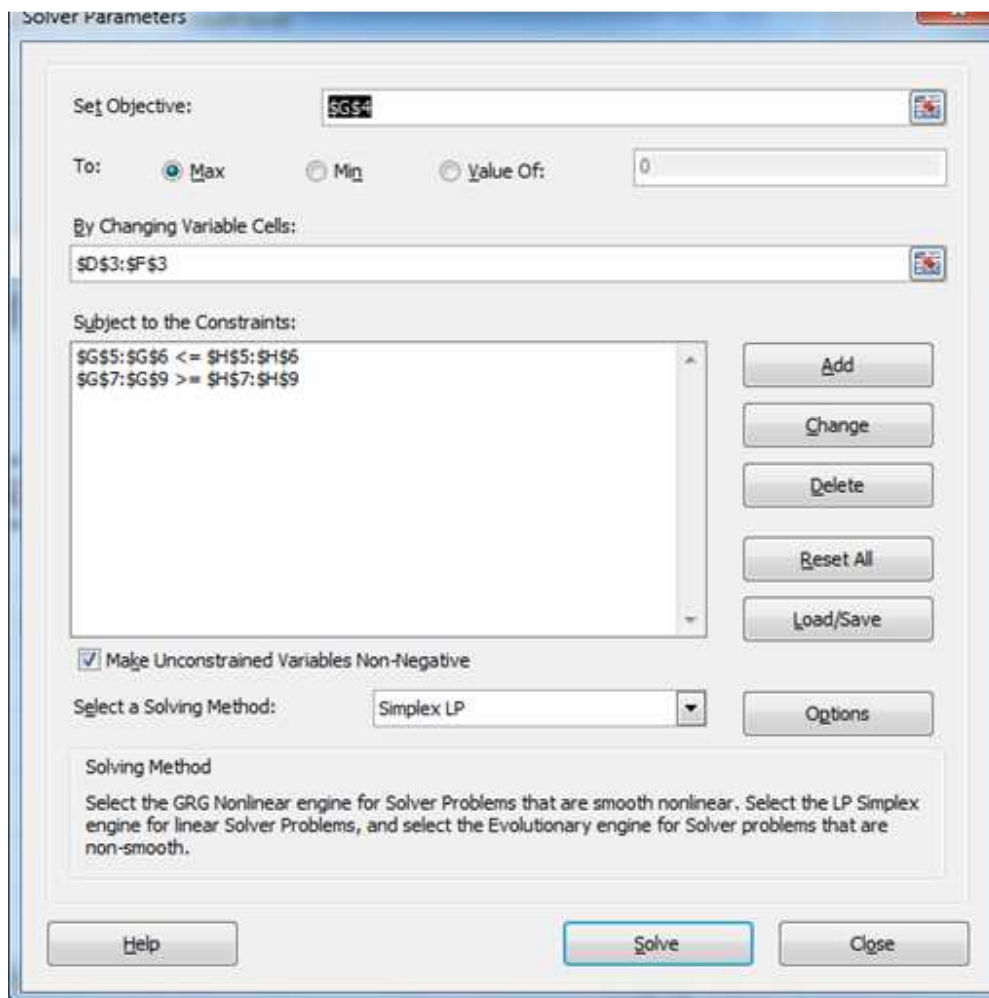 Solver Parameters
Set Objective:
$G$4
To:
Max
Min
Value Of:
0
By Changing Variable Cells:
$D$3:$F$3
Subject to the Constraints:
$G$5:$G$6 <= $H$5:$H$6
$G$7:$G$9 >= $H$7:$H$9
Add
Change
Delete
Reset All
Load/Save
Make Unconstrained Variables Non-Negative
Select a Solving Method:
Simplex LP
Options
Solving Method
Select the GRG Nonlinear engine for Solver Problems that are smooth nonlinear. Select the LP Simplex
engine for linear Solver Problems, and select the Evolutionary engine for Solver problems that are
non-smooth.
Help
Solve
Close